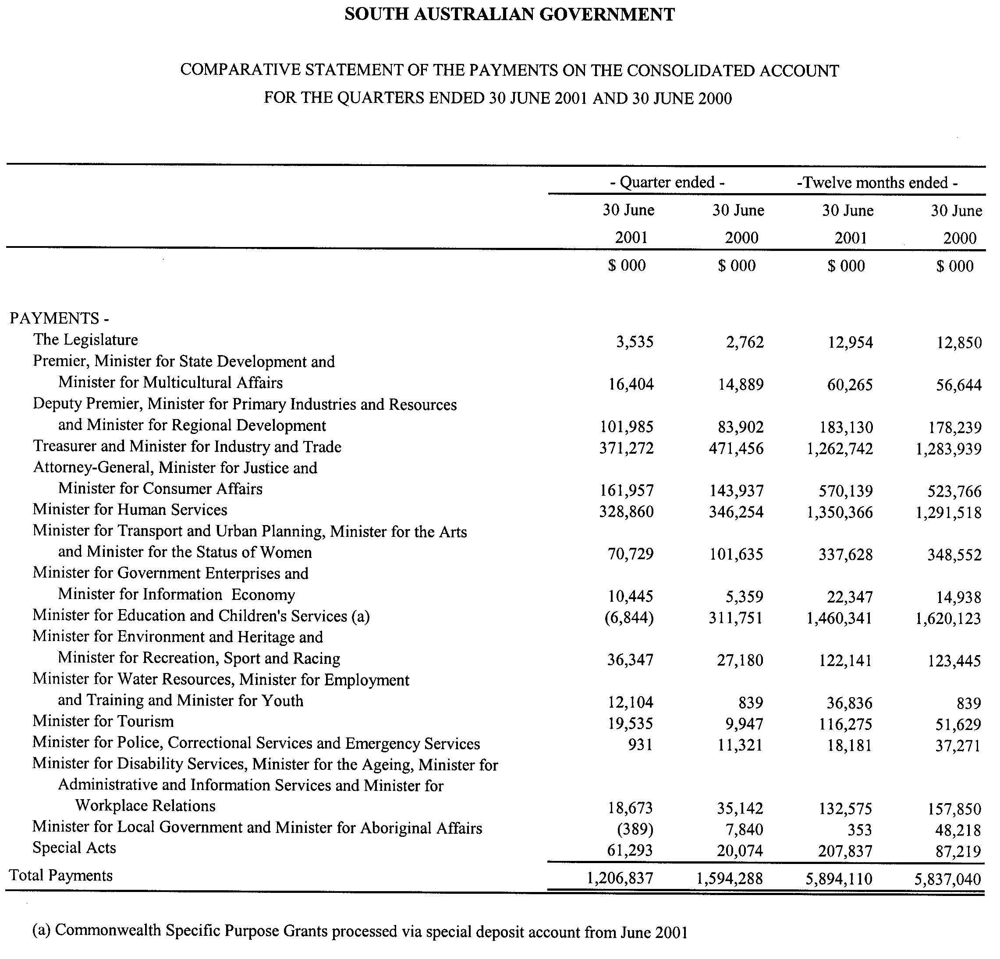 SOUTH AUSTRALIAN GOVERNMENT
COMPARATIVE STATEMENT OF THE PAYMENTS ON THE CONSOLIDATED ACCOUNT
FOR THE QUARTERS ENDED 30 JUNE 2001 AND 30 JUNE 2000
- Quarter ended - -Twelve months ended -
30 June 30 June 30 June 30 June
2001 2000 2001 2000
$ 000 $ 000 $ 000 $ 000
PAYMENTS -
The Legislature 3,535 2,762 12,954 12,850
Premier, Minister for State Development and
Minister for Multicultural Affairs 16,404 14,889 60,265 56,644
Deputy Premier, Minister for Primary Industries and Resources
and Minister for Regional Development 101,985 83,902 183,130 178,239
Treasurer and Minister for Industry and Trade 371,272 471,456 1,262,742 1,283,939
Attorney-General, Minister for Justice and
Minister for Consumer Affairs 161,957 143,937 570,139 523,766
Minister for Human Services 328,860 346,254 1,350,366 1,291,518
Minister for Transport and Urban Planning, Minister for the Arts
and Minister for the Status of Women 70,729 101,635 337,628 348,552
Minister for Government Enterprises and
Minister for Information Economy 10,445 5,359 22,347 14,938
Minister for Education and Children's Services (a) (6,844) 311,751 1,460,341 1,620,123
Minister for Environment and Heritage and
Minister for Recreation, Sport and Racing 36,347 27,180 122,141 123,445
Minister for Water Resources, Minister for Employment
and Training and Minister for Youth 12,104 839 36,836 839
Minister for Tourism 19,535 9,947 116,275 51,629
Minister for Police, Correctional Services and Emergency Services 931 11,321 18,181 37,271
Minister for Disability Services, Minister for the Ageing, Minister for
Administrative and Information Services and Minister for
Workplace Relations 18,673 35,142 132,575 157,850
Minister for Local Government and Minister for Aboriginal Affairs (389) 7,840 353 48,218
Special Acts 61,293 20,074 207,837 87,219
Total Payments 1,206,837 1,594,288 5,894,110 5,837,040
(a) Commonwealth Specific Purpose Grants processed via special deposit account from June 2001